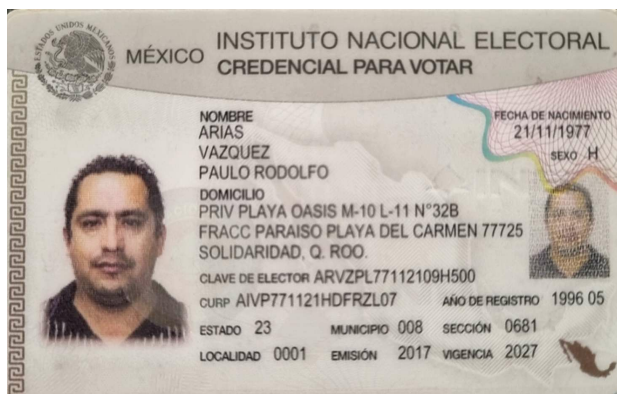 ESTADOS UNIDOS MEXICANOS
MÉXICO
INSTITUTO NACIONAL ELECTORAL
CREDENCIAL PARA VOTAR
NOMBRE
ARIAS
VAZQUEZ
PAULO RODOLFO
FECHA DE NACIMIENTO
21/11/1977
SEXO H
DOMICILIO
PRIV PLAYA OASIS M-10 L-11 N°32B
FRACC PARAISO PLAYA DEL CARMEN 77725
SOLIDARIDAD, Q. ROO.
CLAVE DE ELECTOR ARVZPL77112109H500
CURP AIVP771121HDFRZL07 AÑO DE REGISTRO 1996 05
ESTADO 23 MUNICIPIO 008 SECCIÓN 0681
LOCALIDAD 0001 EMISIÓN 2017 VIGENCIA 2027